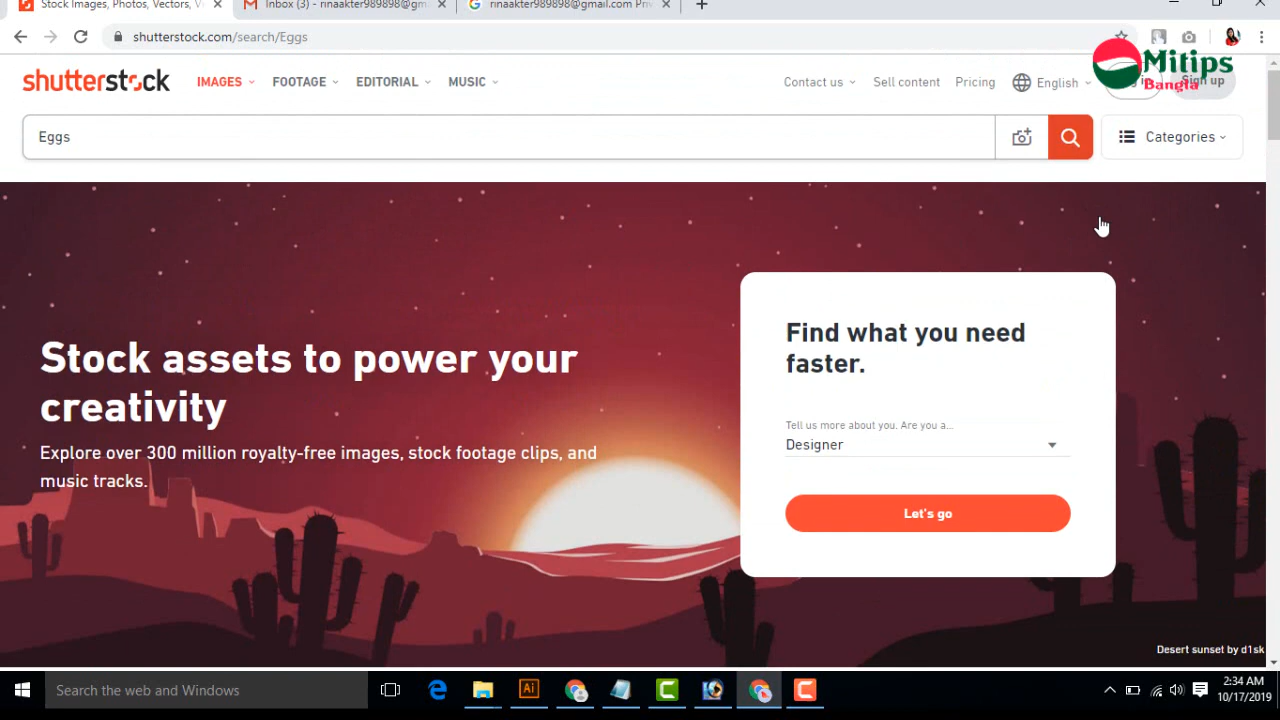 Stock Images, Photos, Vectors, V
Inbox (3) - rinaakter989898@gm
rinaakter989898@gmail.com Pri
shutterstock.com/search/Eggs
Mitips
Bangla
shutterstock
IMAGES
FOOTAGE
EDITORIAL
MUSIC
Contact us
Sell content
Pricing
English
Sign up
Eggs
Categories
Stock assets to power your
creativity
Explore over 300 million royalty-free images, stock footage clips, and
music tracks.
Find what you need
faster.
Tell us more about you. Are you a...
Designer
Let's go
Desert sunset by d1sk
Search the web and Windows
Ai
2:34 AM
10/17/2019